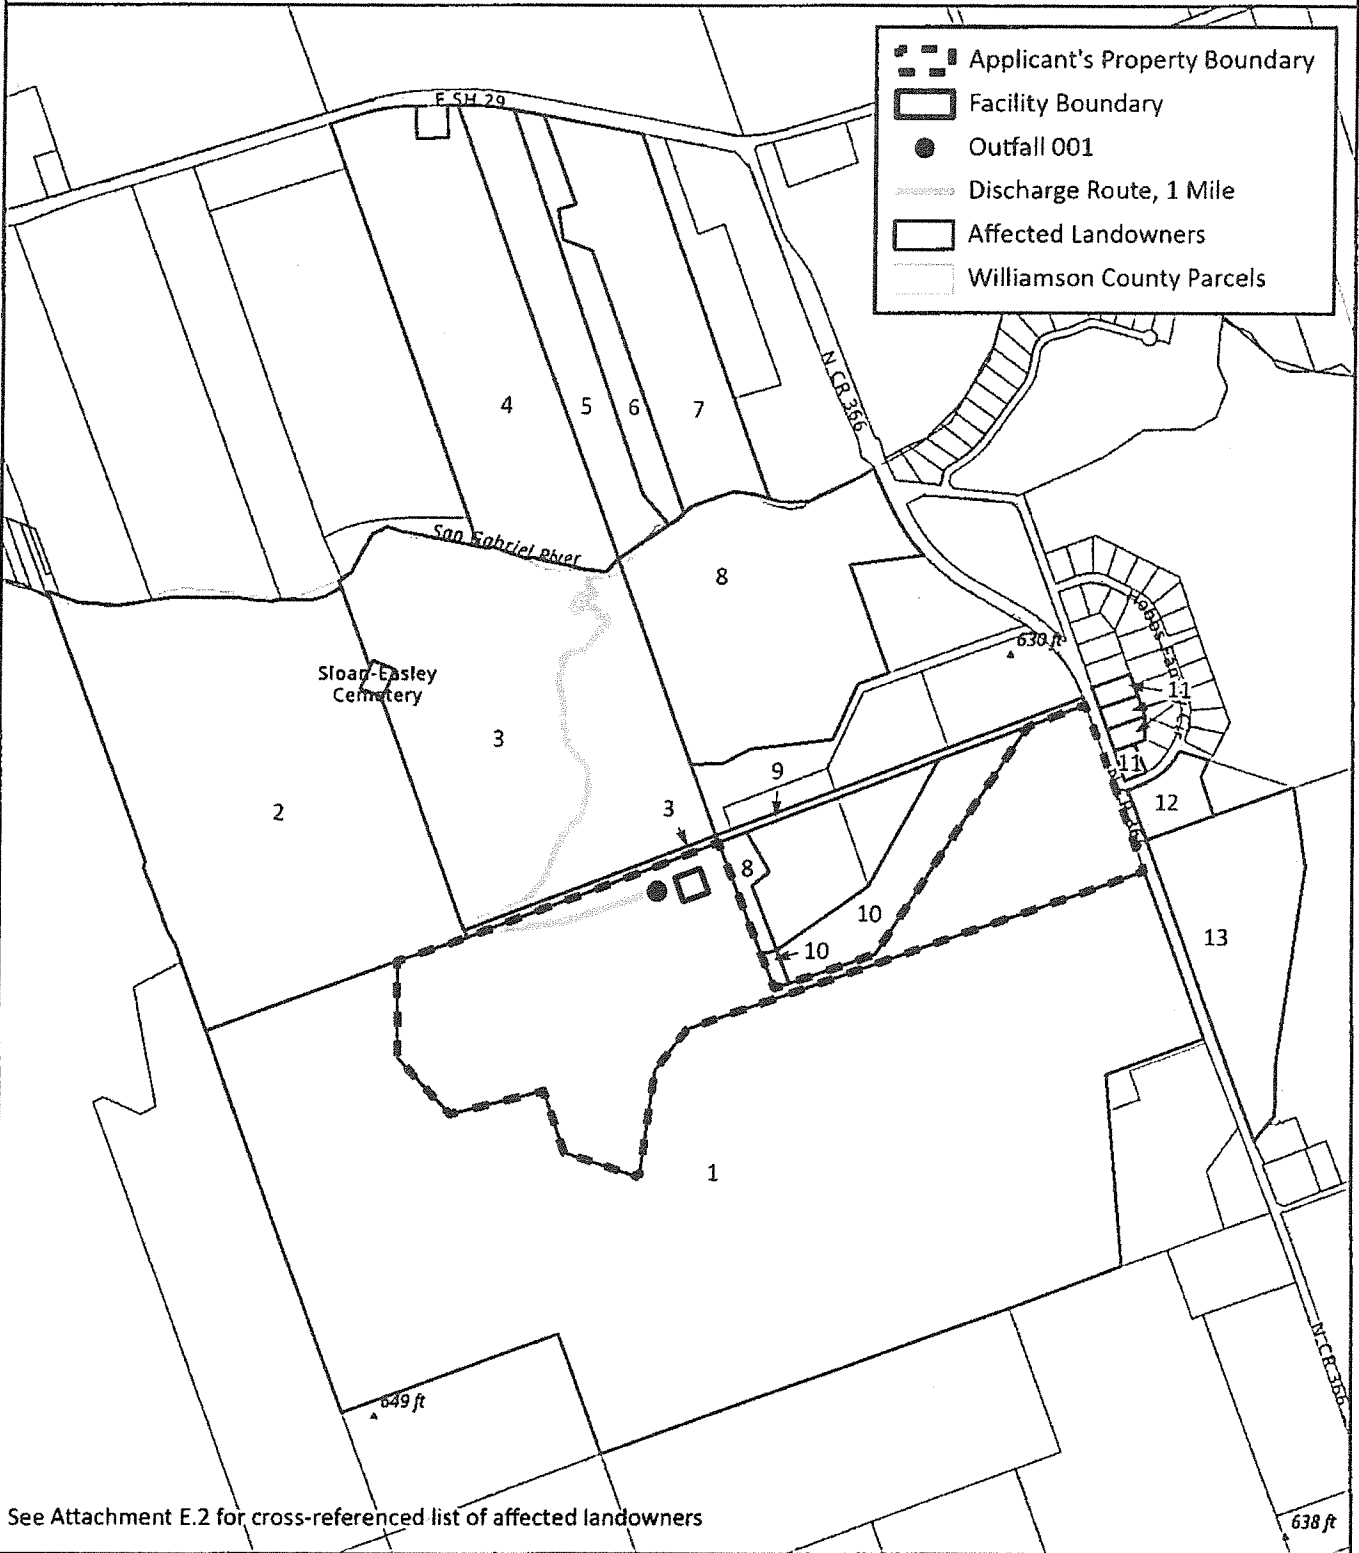 Applicant's Property Boundary
Facility Boundary
Outfall 001
Discharge Route, 1 Mile
Affected Landowners
Williamson County Parcels
E SH 29
N CR 366
4
5
6
7
San Gabriel River
8
Hobbs
630 ft
Sloan-Easley
Cemetery
11
3
9
11
2
3
12
8
10
13
10
1
N CR 366
649 ft
See Attachment E.2 for cross-referenced list of affected landowners
638 ft